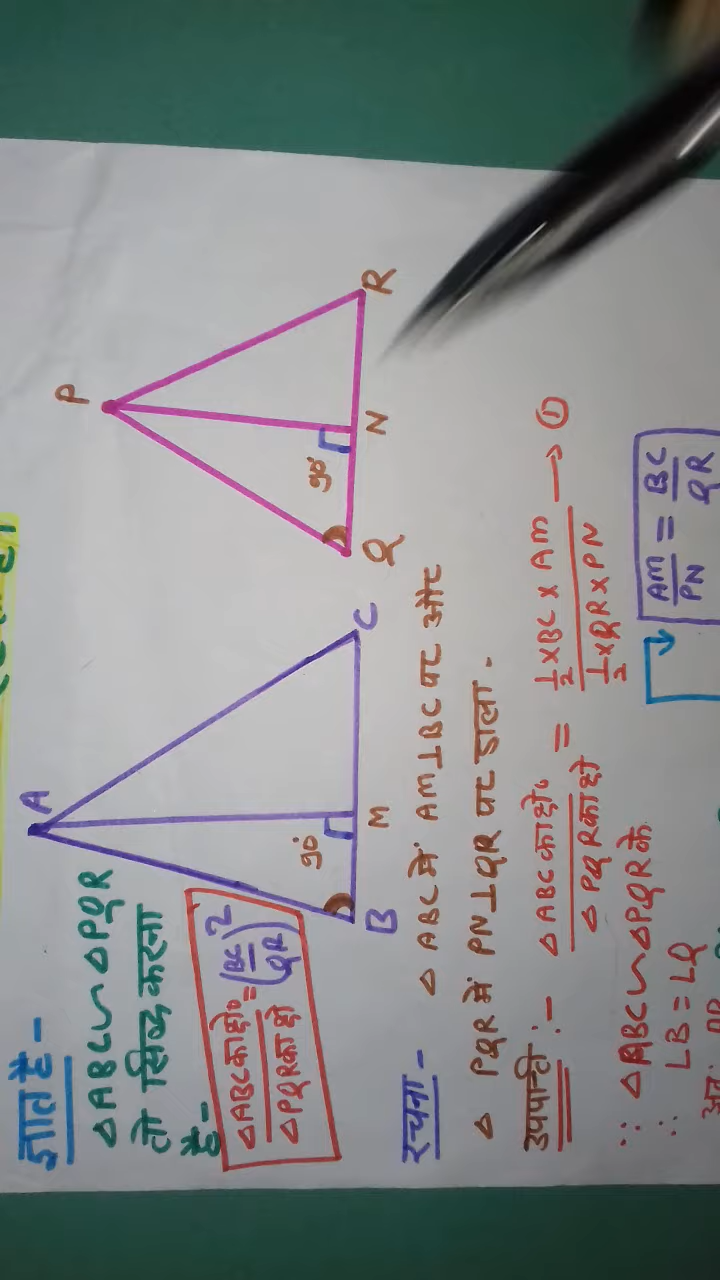 ज्ञात है -
△ABC ∽ △PQR
तो सिध्द करना
है -
△ABC का क्षे० / △PQR का क्षे = (BC/QR)²
A
B
M
C
90°
P
Q
N
R
90°
रचना - △ ABC में AM⊥BC पर और
△ PQR में PN⊥QR पर डाला.
उपपत्ती :- △ABC का क्षे० / △PQR का क्षे = ½×BC×AM / ½×QR×PN → ①
∵ △ABC ∽ △PQR के
∴ ∠B = ∠Q
AM/PN = BC/QR